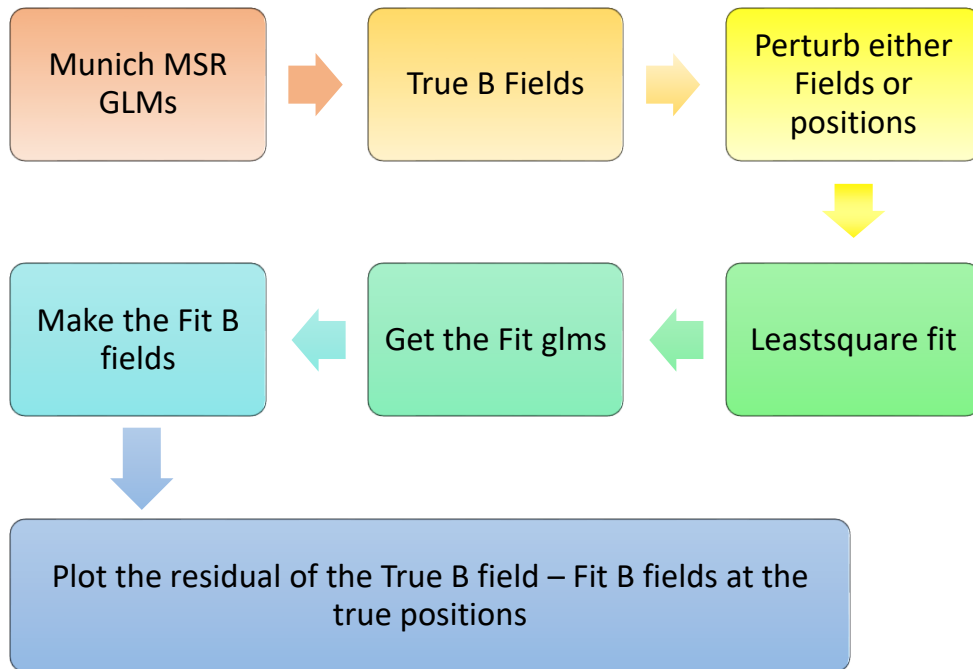 Munich MSR
GLMs
True B Fields
Perturb either
Fields or
positions
Leastsquare fit
Get the Fit glms
Make the Fit B
fields
Plot the residual of the True B field – Fit B fields at the
true positions